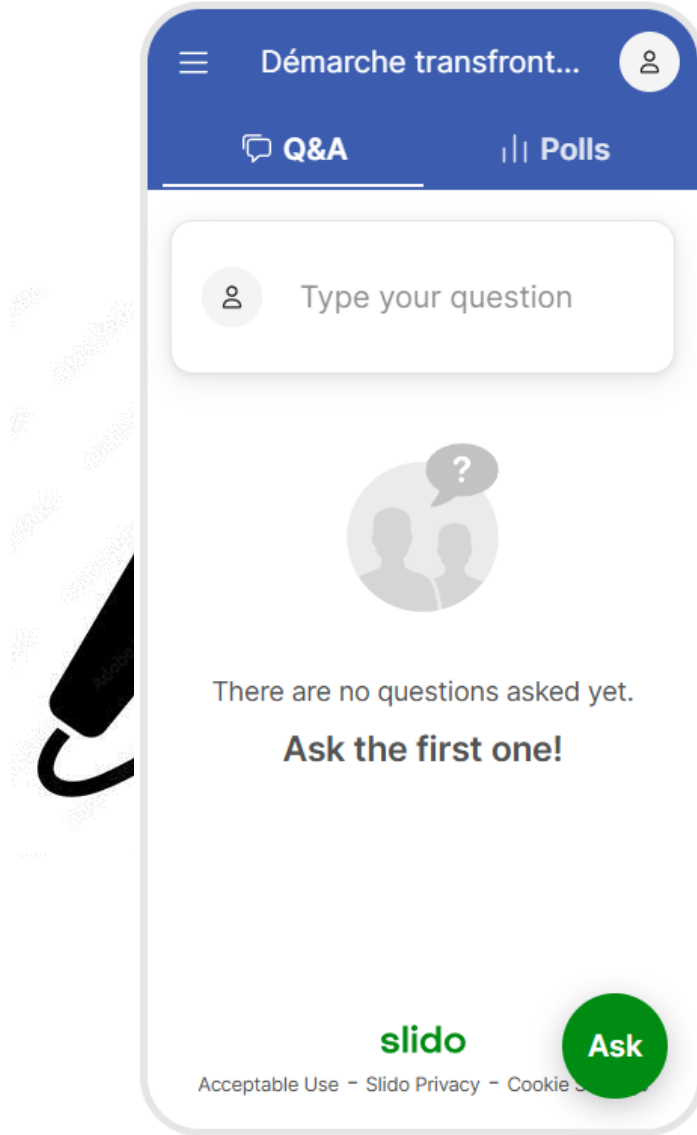 Démarche transfront...
Q&A
Polls
Type your question
?
There are no questions asked yet.
Ask the first one!
slido
Ask
Acceptable Use - Slido Privacy - Cookie
Adobe